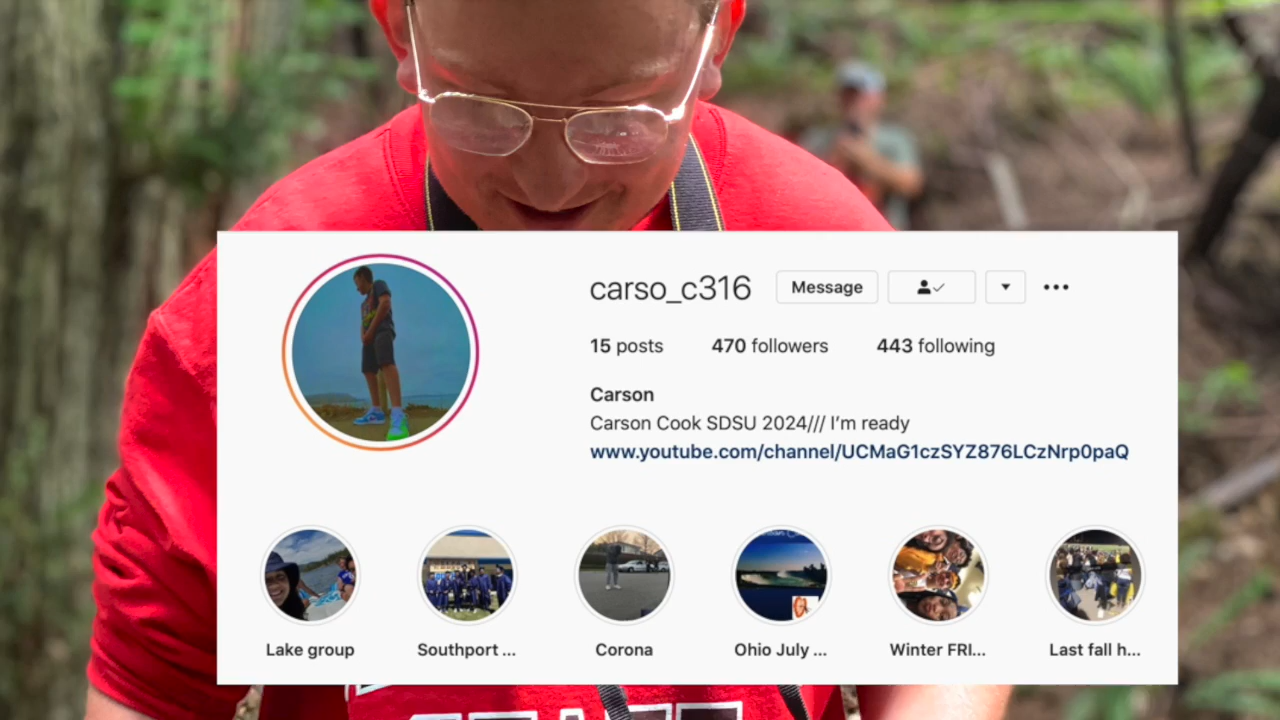 carso_c316 Message
15 posts 470 followers 443 following
Carson
Carson Cook SDSU 2024/// I'm ready
www.youtube.com/channel/UCMaG1czSYZ876LCzNrp0paQ
Lake group Southport ... Corona Ohio July ... Winter FRI... Last fall h...
STAFF